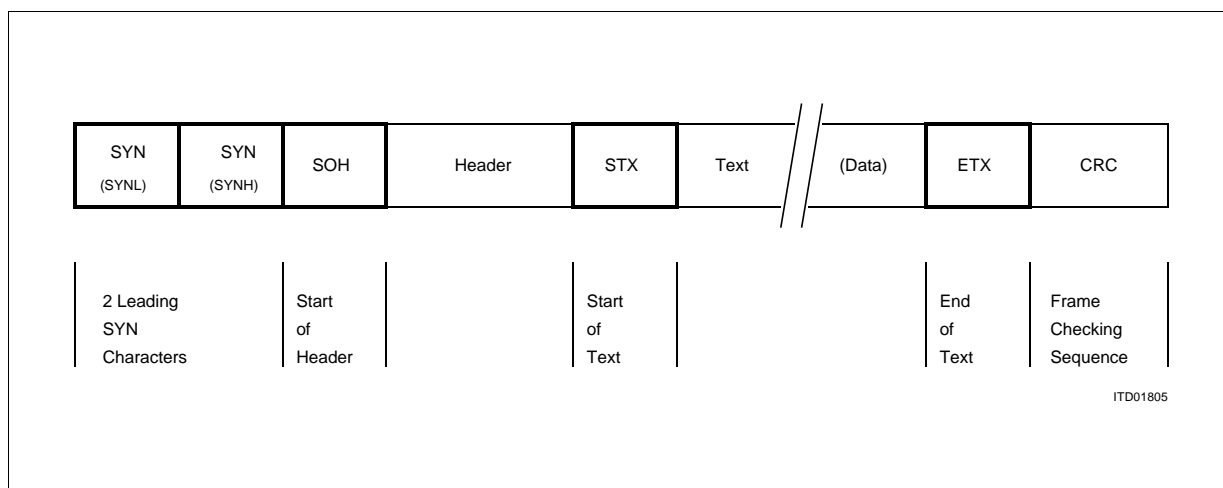 SYN SYN SOH Header STX Text (Data) ETX CRC
(SYNL) (SYNH)
2 Leading Start Start End Frame
SYN of of of Checking
Characters Header Text Text Sequence
ITD01805